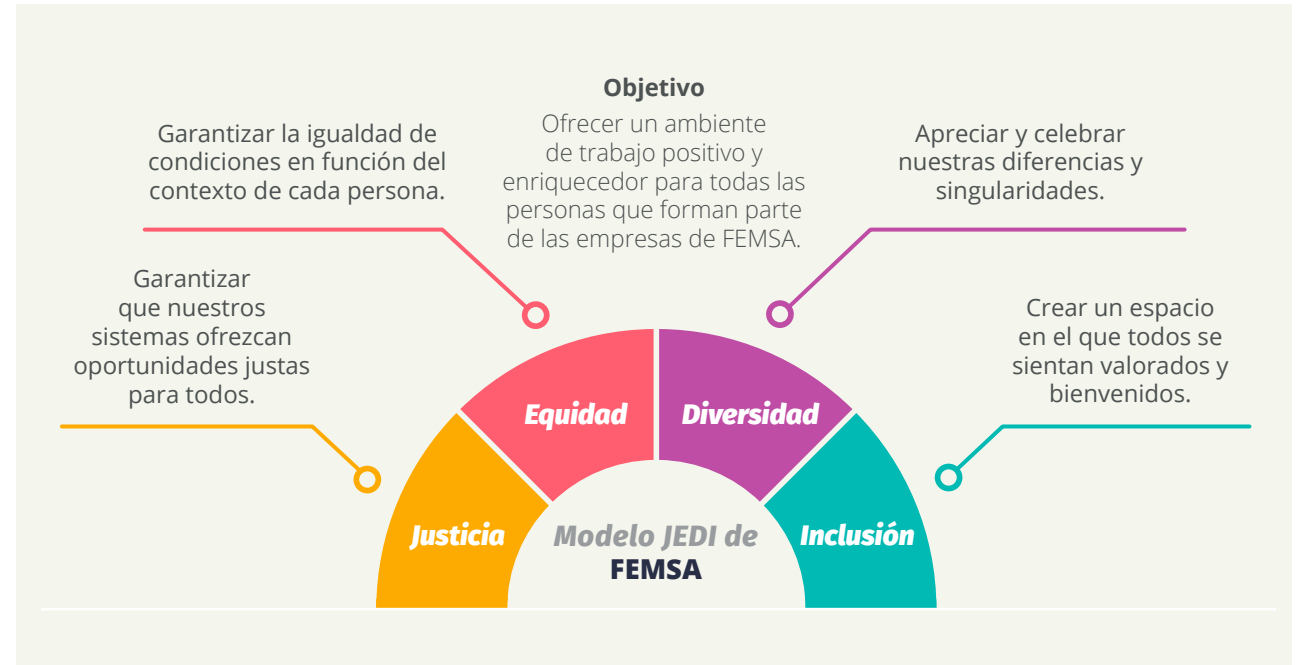 Objetivo
Ofrecer un ambiente
de trabajo positivo y
enriquecedor para todas las
personas que forman parte
de las empresas de FEMSA.
Garantizar la igualdad de
condiciones en función del
contexto de cada persona.
Apreciar y celebrar
nuestras diferencias y
singularidades.
Garantizar
que nuestros
sistemas ofrezcan
oportunidades justas
para todos.
Crear un espacio
en el que todos se
sientan valorados y
bienvenidos.
Equidad
Diversidad
Justicia
Modelo JEDI de
FEMSA
Inclusión